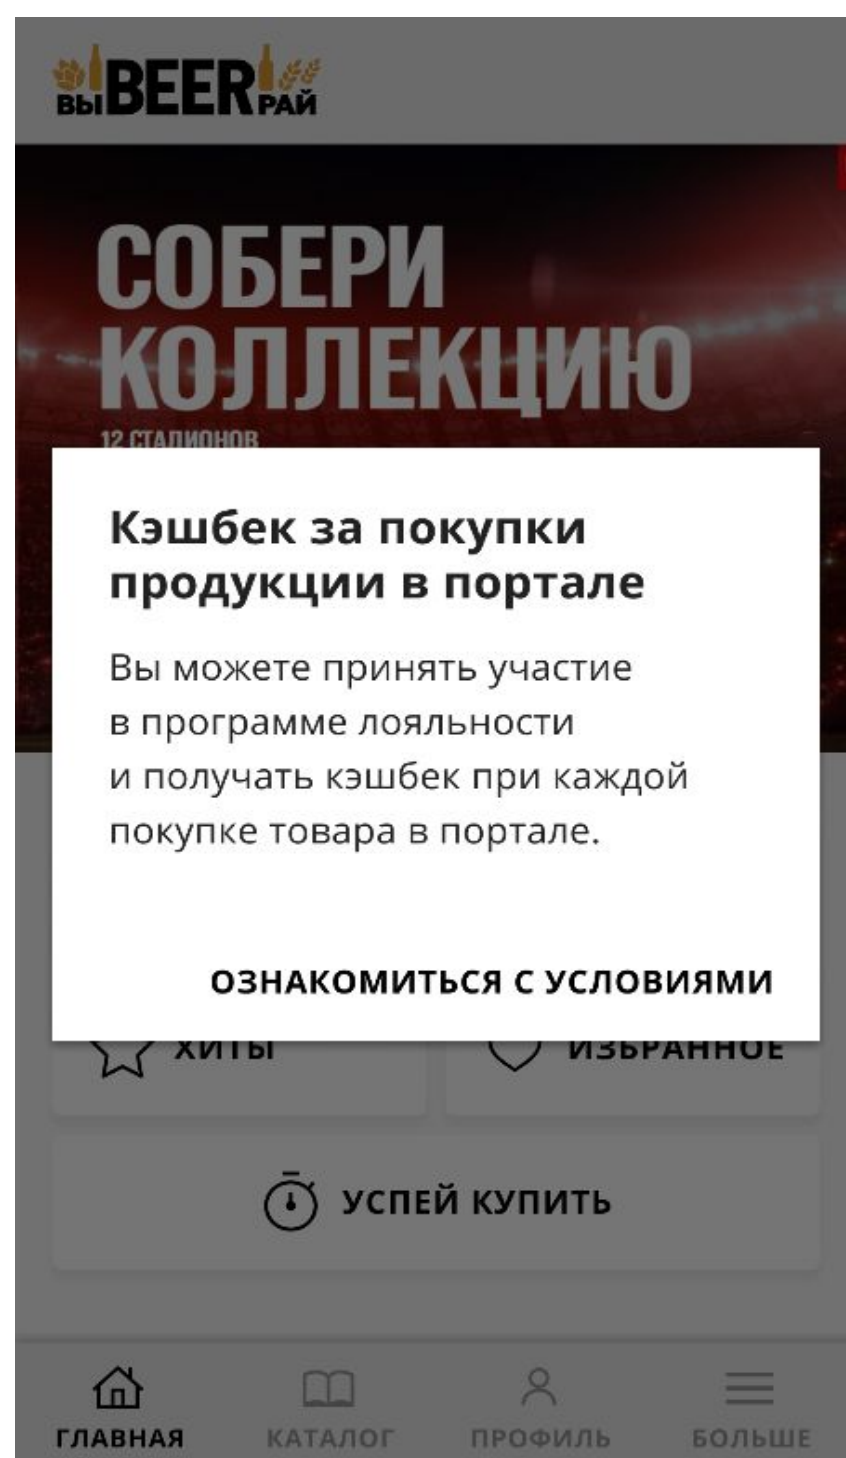 выBEERРАЙ
СОБЕРИ
КОЛЛЕКЦИЮ
12 СТАДИОНОВ
Кэшбек за покупки
продукции в портале
Вы можете принять участие
в программе лояльности
и получать кэшбек при каждой
покупке товара в портале.
ОЗНАКОМИТЬСЯ С УСЛОВИЯМИ
ХИТЫ ИЗБРАННОЕ
УСПЕЙ КУПИТЬ
ГЛАВНАЯ КАТАЛОГ ПРОФИЛЬ БОЛЬШЕ